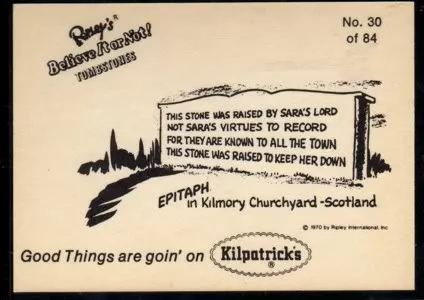 Ripley's®
Believe It or Not!
TOMBSTONES
No. 30
of 84
THIS STONE WAS RAISED BY SARA'S LORD
NOT SARA'S VIRTUES TO RECORD
FOR THEY ARE KNOWN TO ALL THE TOWN
THIS STONE WAS RAISED TO KEEP HER DOWN
EPITAPH
in Kilmory Churchyard - Scotland
© 1970 by Ripley International, Inc
Good Things are goin' on Kilpatrick's®